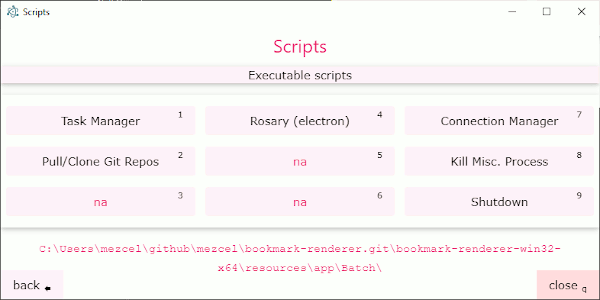 Scripts
Scripts
Executable scripts
Task Manager 1
Rosary (electron) 4
Connection Manager 7
Pull/Clone Git Repos 2
na 5
Kill Misc. Process 8
na 3
na 6
Shutdown 9
C:\Users\mezcel\github\mezcel\bookmark-renderer.git\bookmark-renderer-win32-
x64\resources\app\Batch\
back ⬅
close q